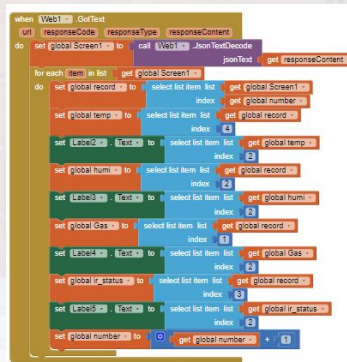 when Web1 .GotText
url responseCode responseType responseContent
do set global Screen1 to call Web1 .JsonTextDecode
jsonText get responseContent
for each item in list get global Screen1
do set global record to select list item list get global Screen1
index get global number
set global temp to select list item list get global record
index 4
set Label2 . Text to select list item list get global temp
index 2
set global humi to select list item list get global record
index 2
set Label3 . Text to select list item list get global humi
index 2
set global Gas to select list item list get global record
index 1
set Label4 . Text to select list item list get global Gas
index 2
set global ir_status to select list item list get global record
index 3
set Label5 . Text to select list item list get global ir_status
index 2
set global number to get global number + 1